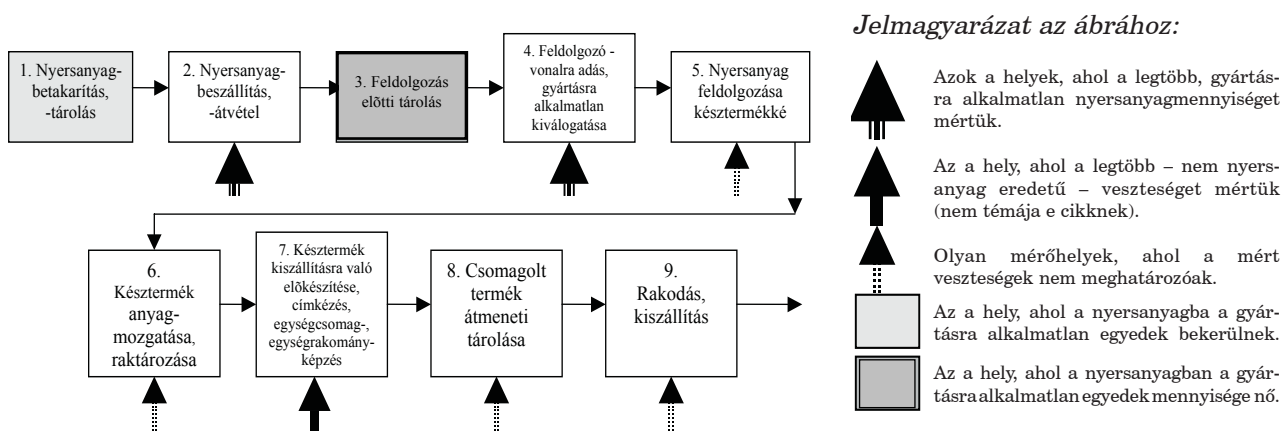 1. Nyersanyag-
betakarítás,
-tárolás
2. Nyersanyag-
beszállítás,
-átvétel
3. Feldolgozás
elõtti tárolás
4. Feldolgozó -
vonalra adás,
gyártásra
alkalmatlan
kiválogatása
5. Nyersanyag
feldolgozása
késztermékké
6.
Késztermék
anyag-
mozgatása,
raktározása
7. Késztermék
kiszállításra való
elõkészítése,
címkézés,
egységcsomag-,
egységrakomány-
képzés
8. Csomagolt
termék
átmeneti
tárolása
9.
Rakodás,
kiszállítás
Jelmagyarázat az ábrához:
Azok a helyek, ahol a legtöbb, gyártás-
ra alkalmatlan nyersanyagmennyiséget
mértük.
Az a hely, ahol a legtöbb – nem nyers-
anyag eredetű – veszteséget mértük
(nem témája e cikknek).
Olyan mérőhelyek, ahol a mért
veszteségek nem meghatározóak.
Az a hely, ahol a nyersanyagba a gyár-
tásra alkalmatlan egyedek bekerülnek.
Az a hely, ahol a nyersanyagban a gyár-
tásra alkalmatlan egyedek mennyisége nő.